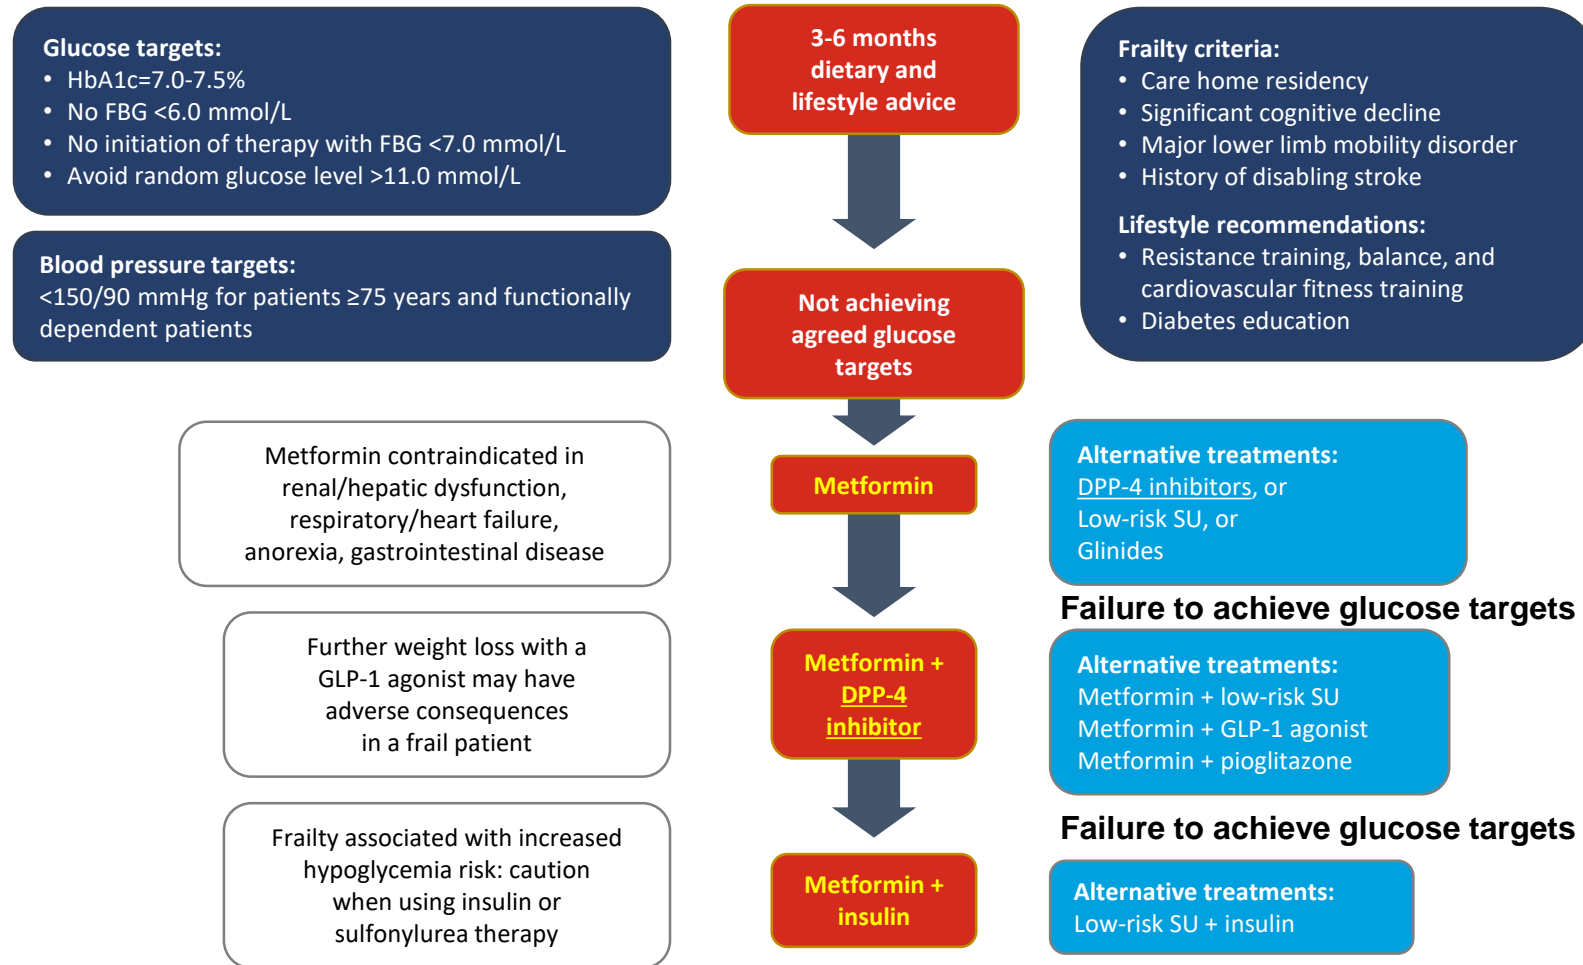 Glucose targets:
• HbA1c=7.0-7.5%
• No FBG <6.0 mmol/L
• No initiation of therapy with FBG <7.0 mmol/L
• Avoid random glucose level >11.0 mmol/L
Blood pressure targets:
<150/90 mmHg for patients ≥75 years and functionally
dependent patients
3-6 months
dietary and
lifestyle advice
Frailty criteria:
• Care home residency
• Significant cognitive decline
• Major lower limb mobility disorder
• History of disabling stroke
Lifestyle recommendations:
• Resistance training, balance, and
cardiovascular fitness training
• Diabetes education
Not achieving
agreed glucose
targets
Metformin contraindicated in
renal/hepatic dysfunction,
respiratory/heart failure,
anorexia, gastrointestinal disease
Metformin
Alternative treatments:
DPP-4 inhibitors, or
Low-risk SU, or
Glinides
Failure to achieve glucose targets
Further weight loss with a
GLP-1 agonist may have
adverse consequences
in a frail patient
Metformin +
DPP-4
inhibitor
Alternative treatments:
Metformin + low-risk SU
Metformin + GLP-1 agonist
Metformin + pioglitazone
Failure to achieve glucose targets
Frailty associated with increased
hypoglycemia risk: caution
when using insulin or
sulfonylurea therapy
Metformin +
insulin
Alternative treatments:
Low-risk SU + insulin